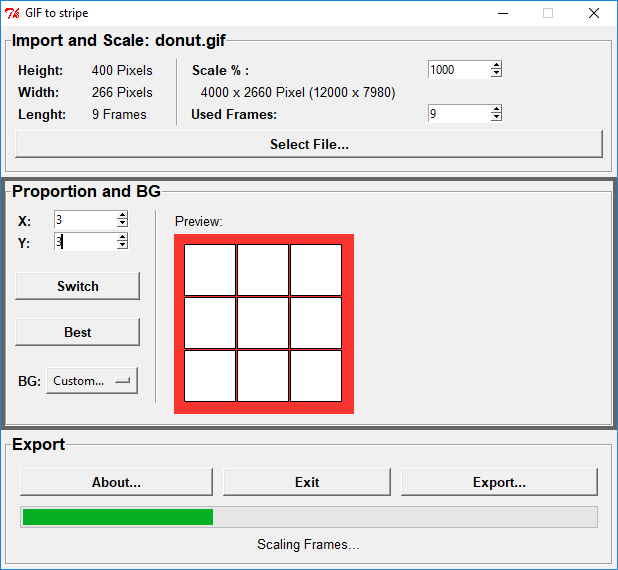 GIF to stripe
Import and Scale: donut.gif
Height: 400 Pixels
Width: 266 Pixels
Lenght: 9 Frames
Scale % : 1000
4000 x 2660 Pixel (12000 x 7980)
Used Frames: 9
Select File...
Proportion and BG
X: 3
Y: 3
Switch
Best
BG: Custom...
Preview:
Export
About... Exit Export...
Scaling Frames...